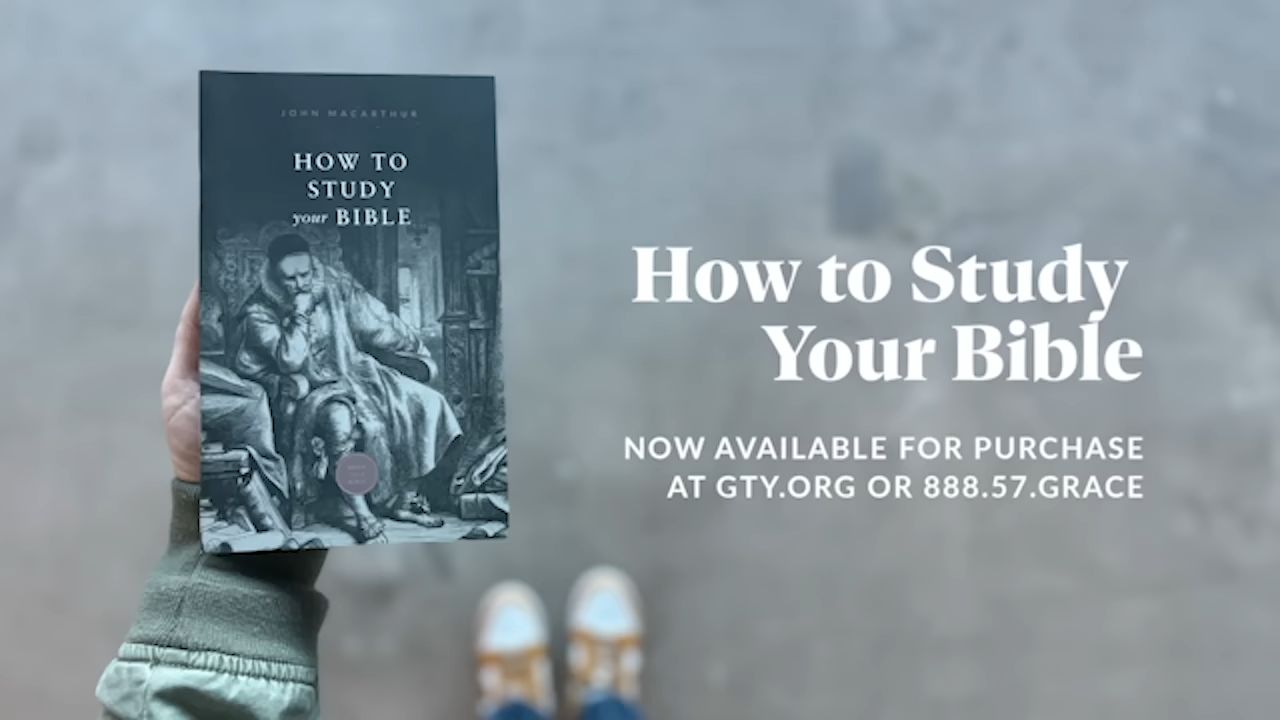 JOHN MACARTHUR
HOW TO
STUDY
your BIBLE
How to Study
Your Bible
NOW AVAILABLE FOR PURCHASE
AT GTY.ORG OR 888.57.GRACE